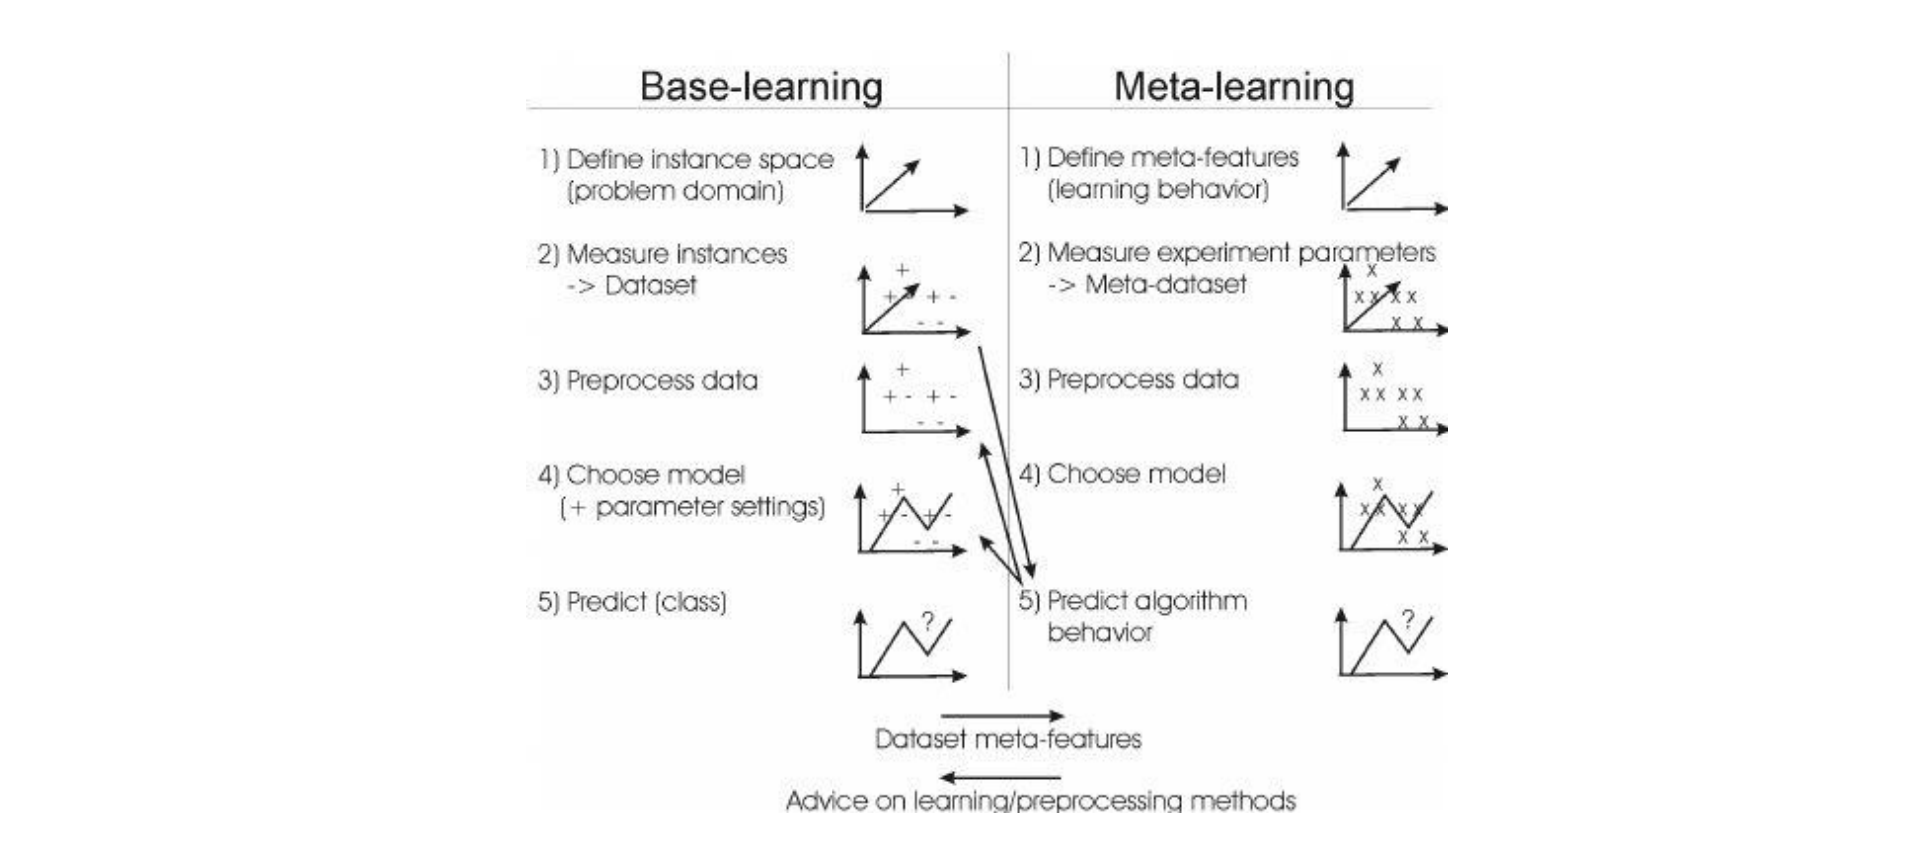 Base-learning
Meta-learning
1) Define instance space
(problem domain)
2) Measure instances
-> Dataset
3) Preprocess data
4) Choose model
(+ parameter settings)
5) Predict (class)
1) Define meta-features
(learning behavior)
2) Measure experiment parameters
-> Meta-dataset
3) Preprocess data
4) Choose model
5) Predict algorithm
behavior
?
?
Dataset meta-features
Advice on learning/preprocessing methods